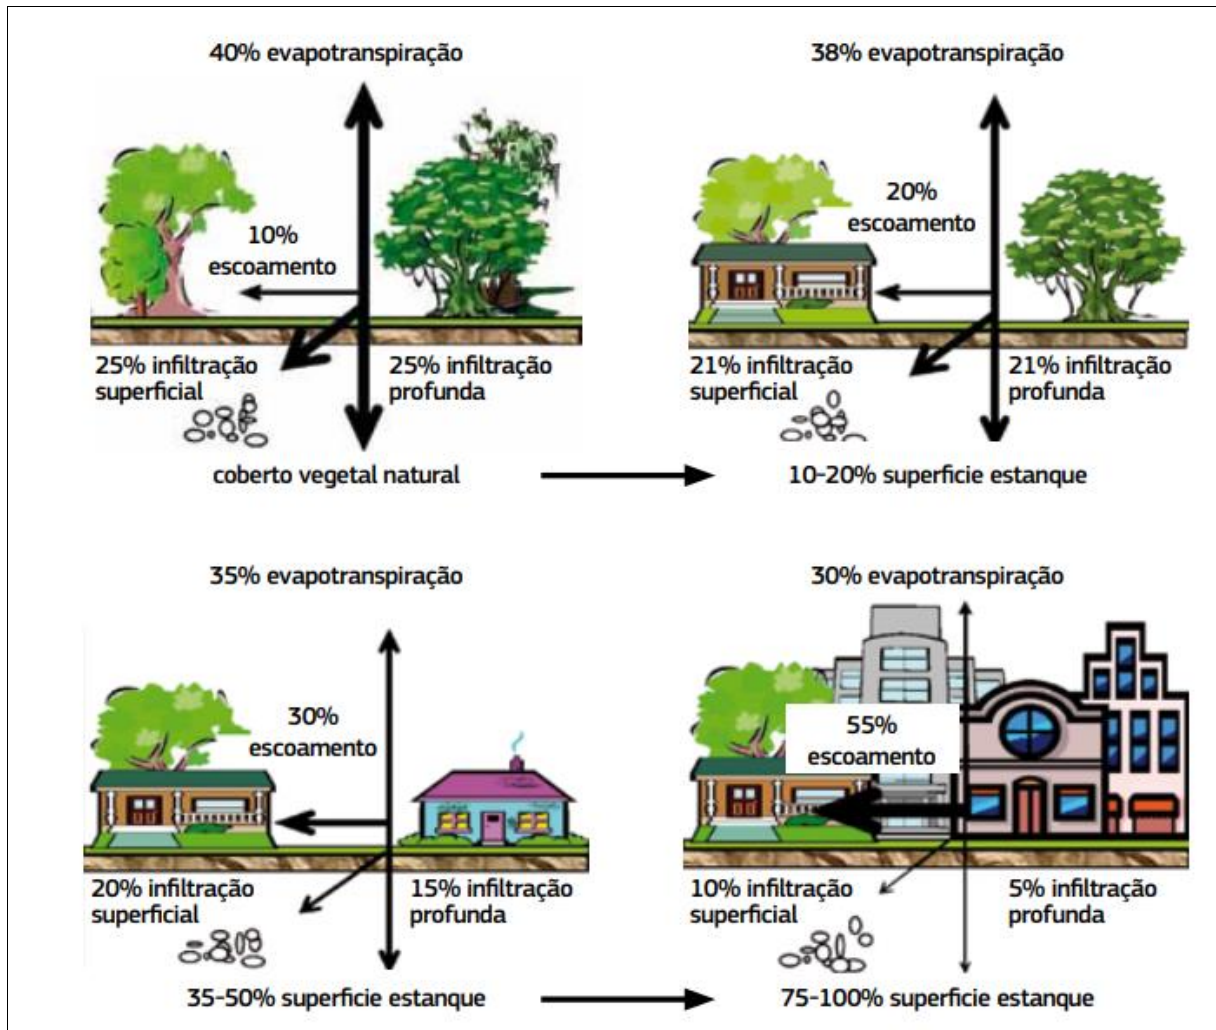 40% evapotranspiração
10%
escoamento
25% infiltração
superficial
25% infiltração
profunda
coberto vegetal natural
38% evapotranspiração
20%
escoamento
21% infiltração
superficial
21% infiltração
profunda
10-20% superficie estanque
35% evapotranspiração
30%
escoamento
20% infiltração
superficial
15% infiltração
profunda
35-50% superficie estanque
30% evapotranspiração
55%
escoamento
10% infiltração
superficial
5% infiltração
profunda
75-100% superficie estanque